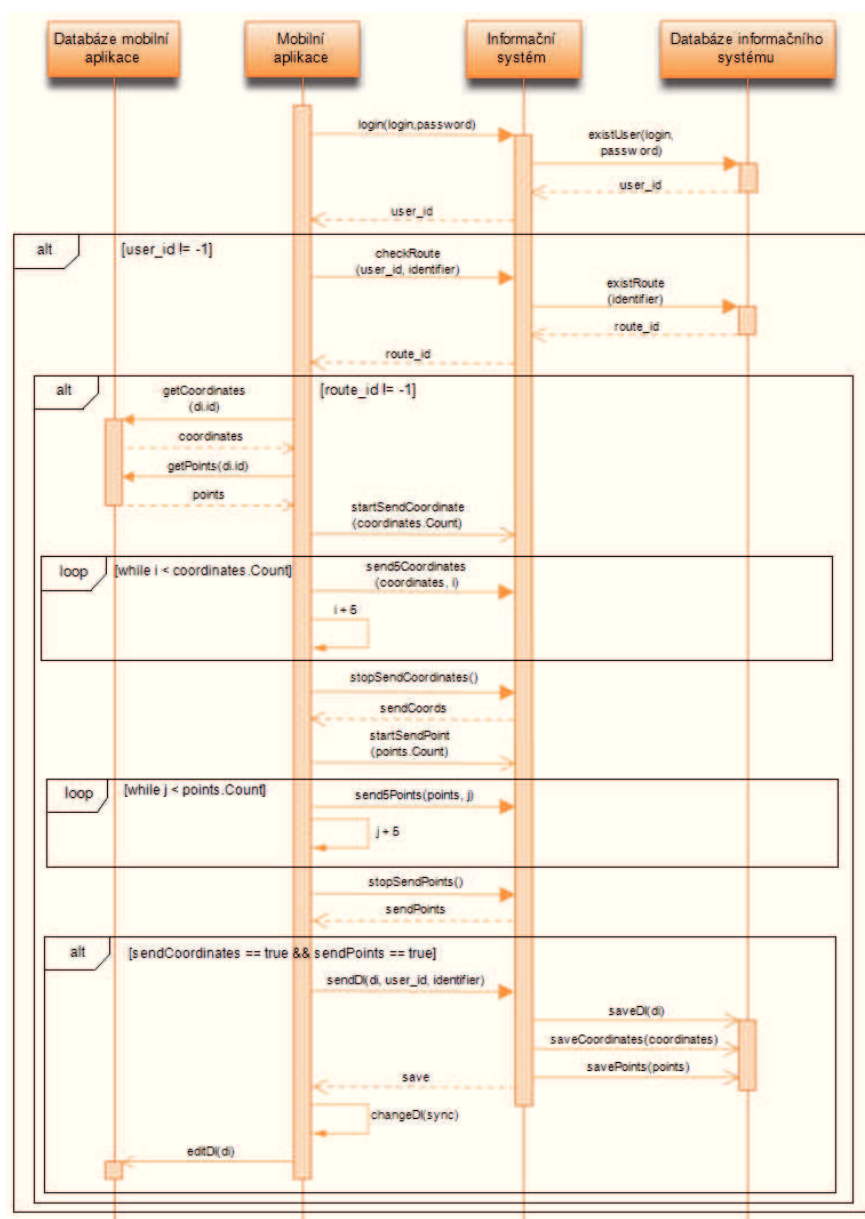 Databáze mobilní
aplikace
Mobilní
aplikace
Informační
systém
Databáze informačního
systému
login(login,password)
existUser(login,
password)
user_id
user_id
alt
[user_id != -1]
checkRoute
(user_id, identifier)
existRoute
(identifier)
route_id
route_id
alt
[route_id != -1]
getCoordinates
(di.id)
coordinates
getPoints(di.id)
points
startSendCoordinate
(coordinates.Count)
loop
[while i < coordinates.Count]
send5Coordinates
(coordinates, i)
i + 5
stopSendCoordinates()
sendCoords
startSendPoint
(points.Count)
loop
[while j < points.Count]
send5Points(points, j)
j + 5
stopSendPoints()
sendPoints
alt
[sendCoordinates == true && sendPoints == true]
sendDI(di, user_id, identifier)
saveDI(di)
saveCoordinates(coordinates)
savePoints(points)
save
changeDI(sync)
editDI(di)